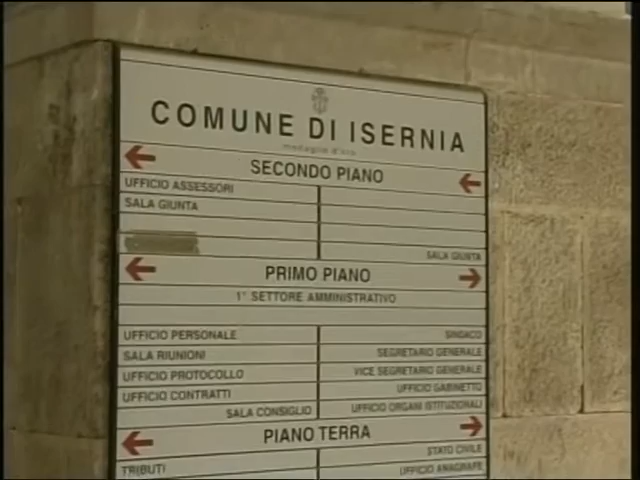 COMUNE DI ISERNIA
medaglia d'oro
SECONDO PIANO
UFFICIO ASSESSORI
SALA GIUNTA
SALA GIUNTA
PRIMO PIANO
1° SETTORE AMMINISTRATIVO
UFFICIO PERSONALE
SINDACO
SALA RIUNIONI
SEGRETARIO GENERALE
UFFICIO PROTOCOLLO
VICE SEGRETARIO GENERALE
UFFICIO CONTRATTI
UFFICIO GABINETTO
SALA CONSIGLIO
UFFICIO ORGANI ISTITUZIONALI
PIANO TERRA
STATO CIVILE
TRIBUTI
UFFICIO ANAGRAFE